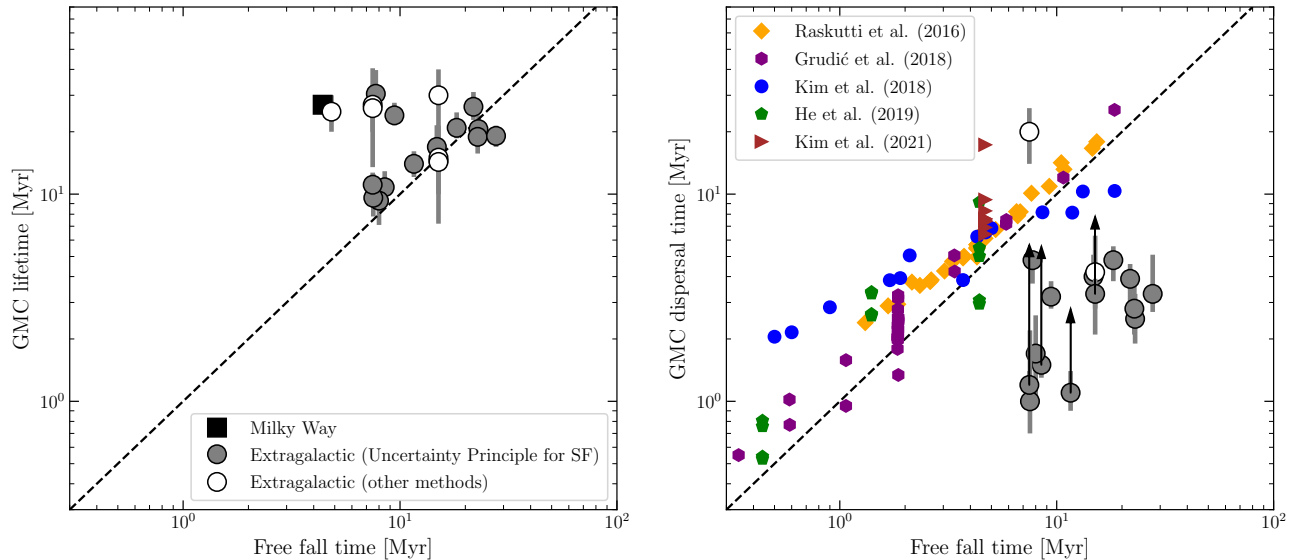 GMC lifetime [Myr]
10^1
10^0
10^0
10^1
10^2
Free fall time [Myr]
Milky Way
Extragalactic (Uncertainty Principle for SF)
Extragalactic (other methods)
GMC dispersal time [Myr]
10^1
10^0
10^0
10^1
10^2
Free fall time [Myr]
Raskutti et al. (2016)
Grudić et al. (2018)
Kim et al. (2018)
He et al. (2019)
Kim et al. (2021)